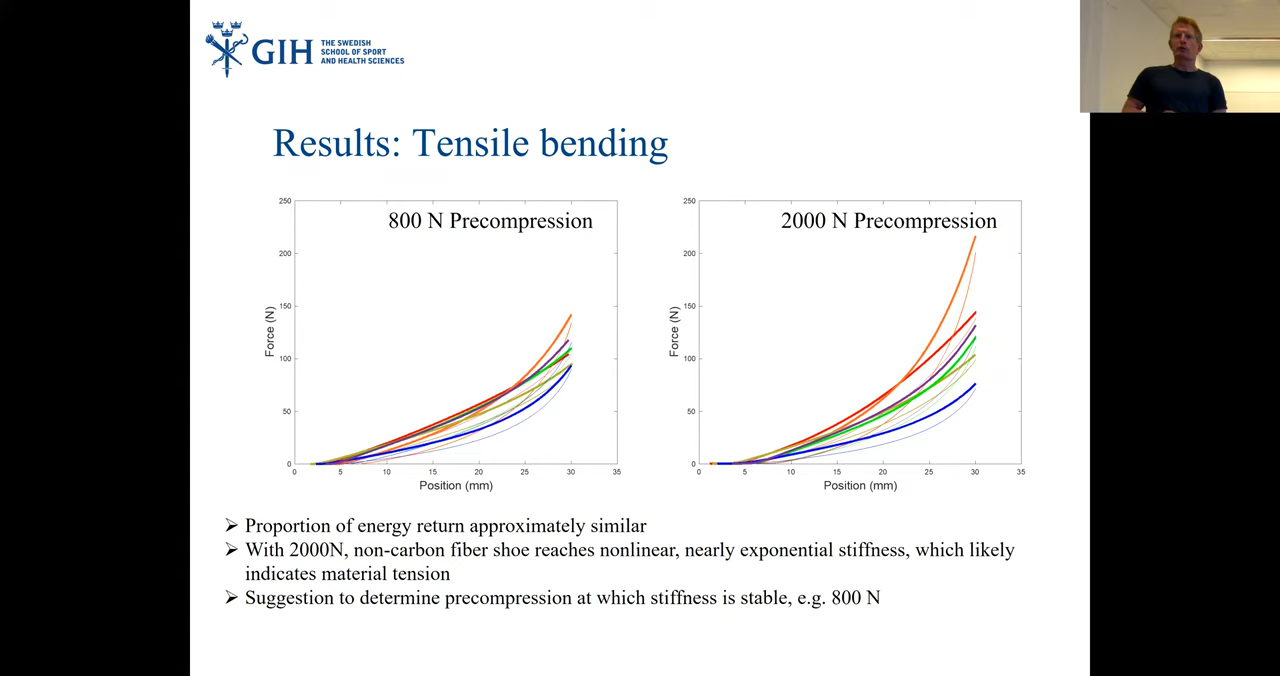 GIH
THE SWEDISH
SCHOOL OF SPORT
AND HEALTH SCIENCES
Results: Tensile bending
800 N Precompression
250
200
150
100
50
0
Force (N)
5
10
15
20
25
30
35
Position (mm)
2000 N Precompression
250
200
150
100
50
0
Force (N)
0
5
10
15
20
25
30
35
Position (mm)
➢ Proportion of energy return approximately similar
➢ With 2000N, non-carbon fiber shoe reaches nonlinear, nearly exponential stiffness, which likely
indicates material tension
➢ Suggestion to determine precompression at which stiffness is stable, e.g. 800 N